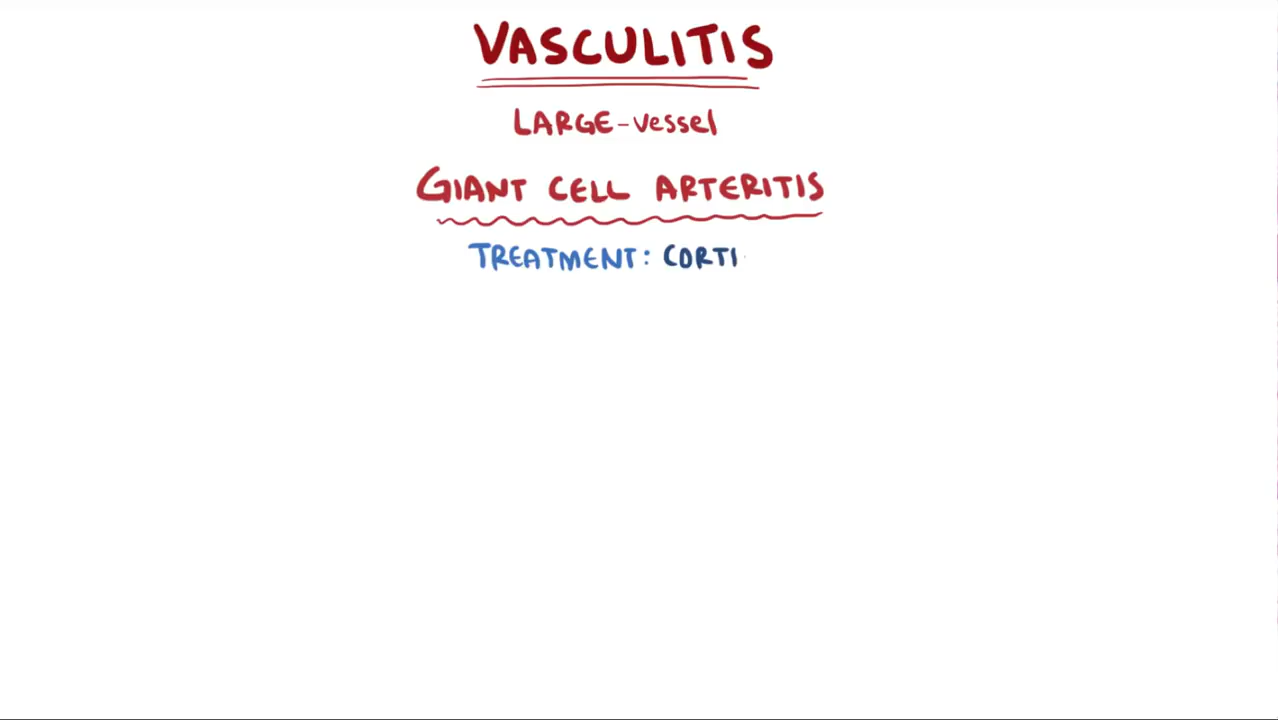 VASCULITIS
LARGE-vessel
GIANT CELL ARTERITIS
TREATMENT: CORTI